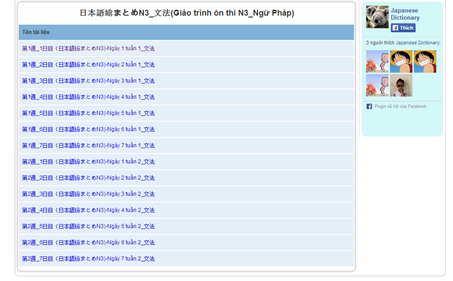 日本語総まとめN3_文法(Giáo trình ôn thi N3_Ngữ Pháp)
Tên tài liệu
第1週_1日目 (日本語総まとめN3)-Ngày 1 tuần 1_文法
第1週_2日目 (日本語総まとめN3)-Ngày 2 tuần 1_文法
第1週_3日目 (日本語総まとめN3)-Ngày 3 tuần 1_文法
第1週_4日目 (日本語総まとめN3)-Ngày 4 tuần 1_文法
第1週_5日目 (日本語総まとめN3)-Ngày 5 tuần 1_文法
第1週_6日目 (日本語総まとめN3)-Ngày 6 tuần 1_文法
第1週_7日目 (日本語総まとめN3)-Ngày 7 tuần 1_文法
第2週_1日目 (日本語総まとめN3)-Ngày 1 tuần 2_文法
第2週_2日目 (日本語総まとめN3)-Ngày 2 tuần 2_文法
第2週_3日目 (日本語総まとめN3)-Ngày 3 tuần 2_文法
第2週_4日目 (日本語総まとめN3)-Ngày 4 tuần 2_文法
第2週_5日目 (日本語総まとめN3)-Ngày 5 tuần 2_文法
第2週_6日目 (日本語総まとめN3)-Ngày 6 tuần 2_文法
第2週_7日目 (日本語総まとめN3)-Ngày 7 tuần 2_文法
Japanese
Dictionary
Thích
3 người thích Japanese Dictionary.
Plugin xã hội của Facebook